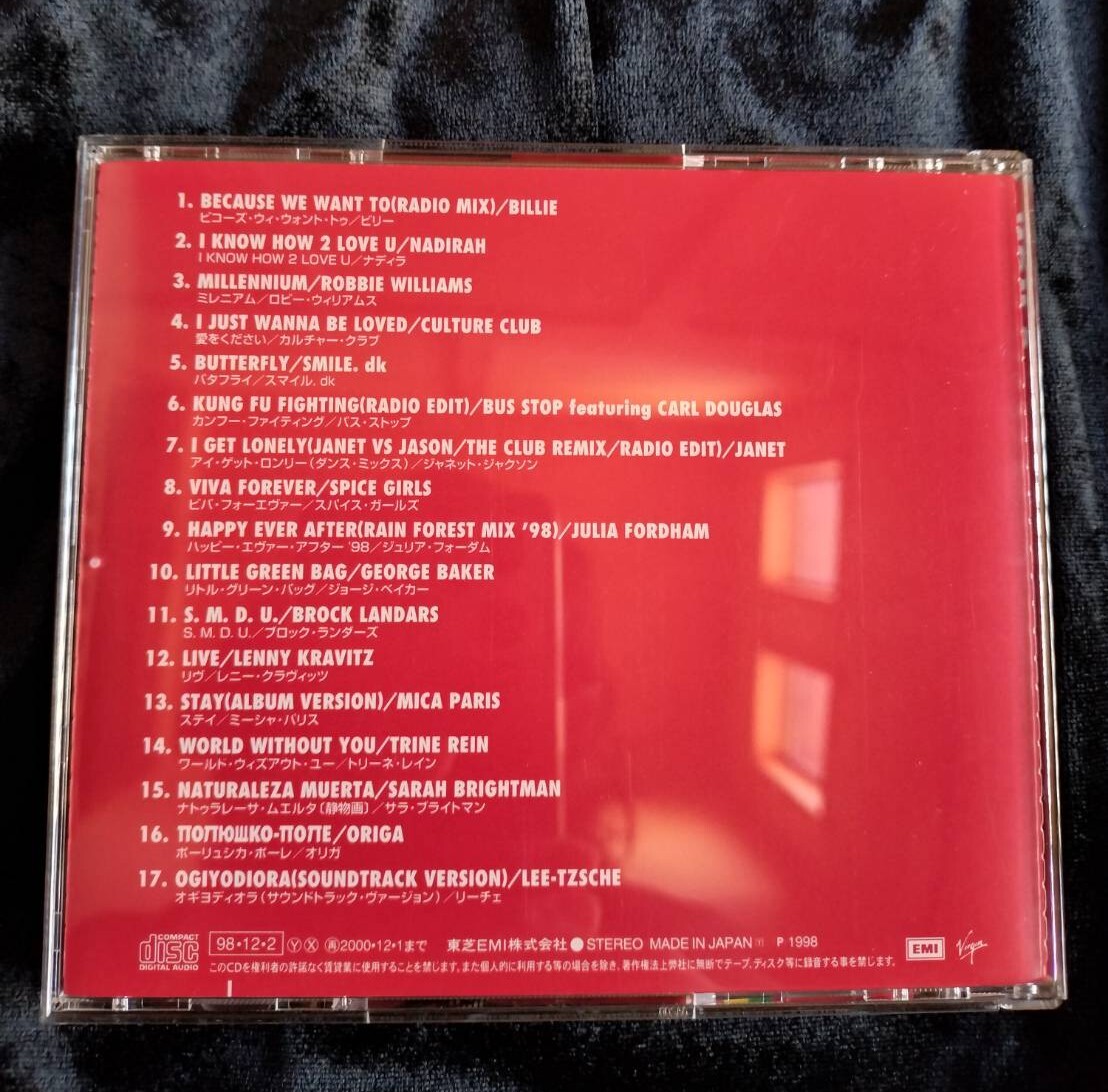 1. BECAUSE WE WANT TO(RADIO MIX)/BILLIE
ビコーズ・ウィ・ウォント・トゥ/ビリー
2. I KNOW HOW 2 LOVE U/NADIRAH
I KNOW HOW 2 LOVE U/ナディラ
3. MILLENNIUM/ROBBIE WILLIAMS
ミレニアム/ロビー・ウィリアムス
4. I JUST WANNA BE LOVED/CULTURE CLUB
愛をください/カルチャー・クラブ
5. BUTTERFLY/SMILE. dk
バタフライ/スマイル. dk
6. KUNG FU FIGHTING(RADIO EDIT)/BUS STOP featuring CARL DOUGLAS
カンフー・ファイティング/バス・ストップ
7. I GET LONELY(JANET VS JASON/THE CLUB REMIX/RADIO EDIT)/JANET
アイ・ゲット・ロンリー(ダンス・ミックス)/ジャネット・ジャクソン
8. VIVA FOREVER/SPICE GIRLS
ビバ・フォーエヴァー/スパイス・ガールズ
9. HAPPY EVER AFTER(RAIN FOREST MIX '98)/JULIA FORDHAM
ハッピー・エヴァー・アフター '98/ジュリア・フォーダム
10. LITTLE GREEN BAG/GEORGE BAKER
リトル・グリーン・バッグ/ジョージ・ベイカー
11. S. M. D. U./BROCK LANDARS
S. M. D. U./ブロック・ランダーズ
12. LIVE/LENNY KRAVITZ
リヴ/レニー・クラヴィッツ
13. STAY(ALBUM VERSION)/MICA PARIS
ステイ/ミーシャ・パリス
14. WORLD WITHOUT YOU/TRINE REIN
ワールド・ウィズアウト・ユー/トリーネ・レイン
15. NATURALEZA MUERTA/SARAH BRIGHTMAN
ナトゥラレーサ・ムエルタ(静物画)/サラ・ブライトマン
16. ПОЛЮШКО-ПОЛЕ/ORIGA
ポーリュシカ・ポーレ/オリガ
17. OGIYODIORA(SOUNDTRACK VERSION)/LEE-TZSCHE
オギヨディオラ(サウンドトラック・ヴァージョン)/リーチェ
COMPACT disc DIGITAL AUDIO 98・12・2 Ⓨ Ⓧ ㊢2000・12・1まで 東芝EMI株式会社●STEREO MADE IN JAPAN P 1998 EMI Virgin
このCDを権利者の許諾なく賃貸業に使用することを禁じます。また個人的に利用する等の場合を除き、著作権法上弊社に無断でテープ、ディスク等に録音する事を禁じます。